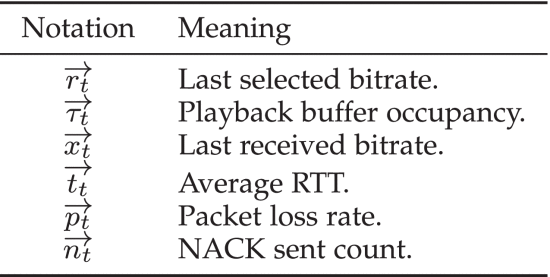 Notation Meaning
$\overrightarrow{r_t}$ Last selected bitrate.
$\overrightarrow{\tau_t}$ Playback buffer occupancy.
$\overrightarrow{x_t}$ Last received bitrate.
$\overrightarrow{t_t}$ Average RTT.
$\overrightarrow{p_t}$ Packet loss rate.
$\overrightarrow{n_t}$ NACK sent count.